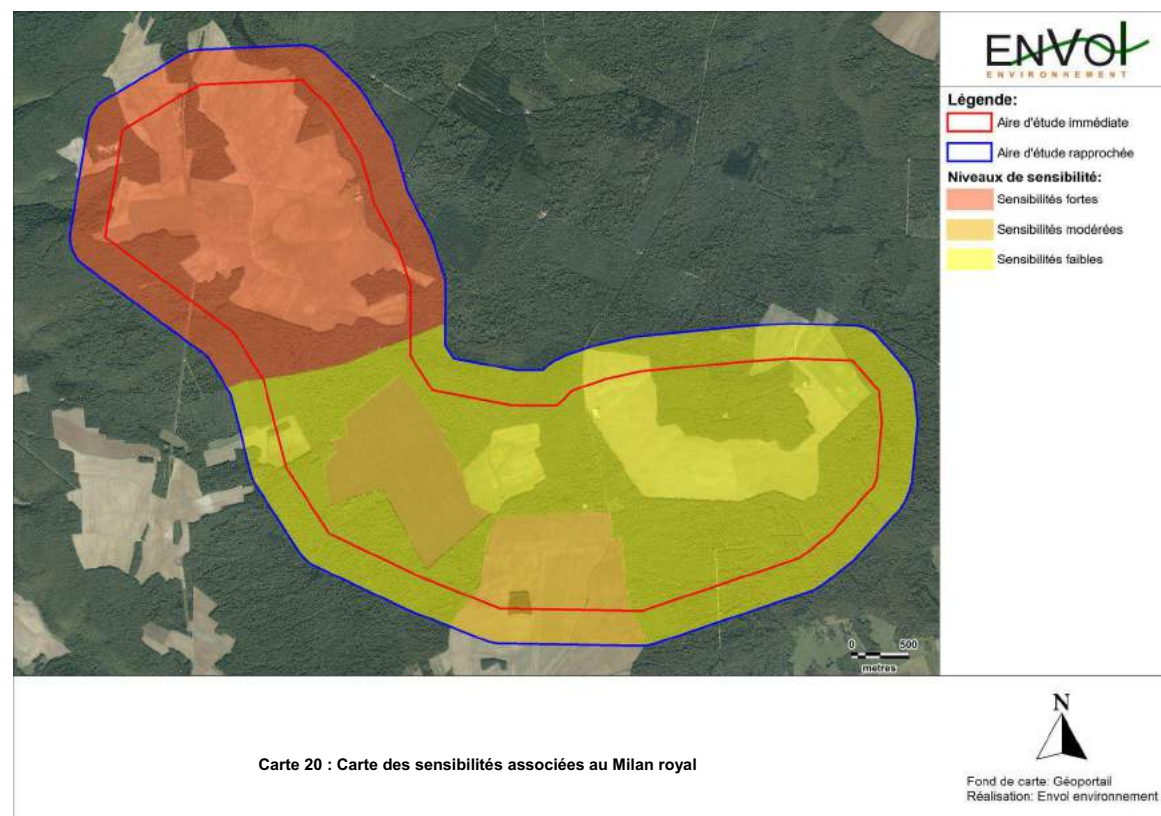 ENVOL
ENVIRONNEMENT
Légende:
Aire d'étude immédiate
Aire d'étude rapprochée
Niveaux de sensibilité:
Sensibilités fortes
Sensibilités modérées
Sensibilités faibles
0 500
metres
Carte 20 : Carte des sensibilités associées au Milan royal
N
Fond de carte: Géoportail
Réalisation: Envol environnement